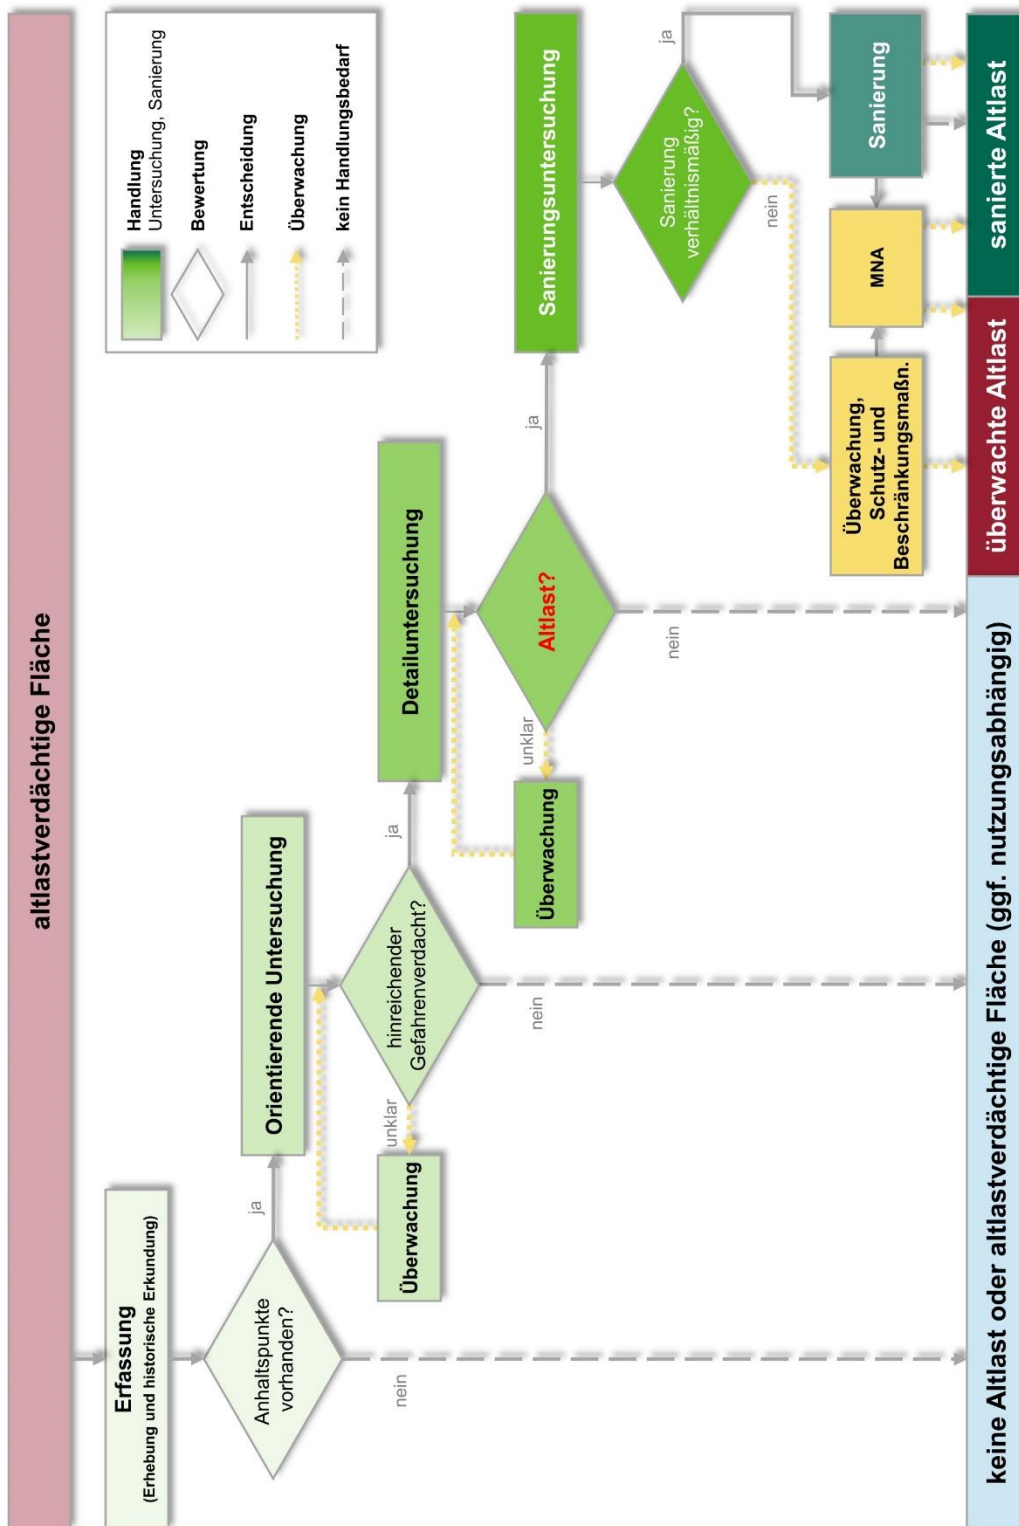 altlastverdächtige Fläche
Erfassung
(Erhebung und historische Erkundung)
Anhaltspunkte
vorhanden?
ja
nein
Orientierende Untersuchung
hinreichender
Gefahrenverdacht?
unklar
Überwachung
ja
nein
Detailuntersuchung
Altlast?
unklar
Überwachung
ja
nein
Sanierungsuntersuchung
Sanierung
verhältnismäßig?
ja
nein
Sanierung
MNA
Überwachung,
Schutz- und
Beschränkungsmaßn.
Handlung
Untersuchung, Sanierung
Bewertung
Entscheidung
Überwachung
kein Handlungsbedarf
keine Altlast oder altlastverdächtige Fläche (ggf. nutzungsabhängig)
überwachte Altlast
sanierte Altlast